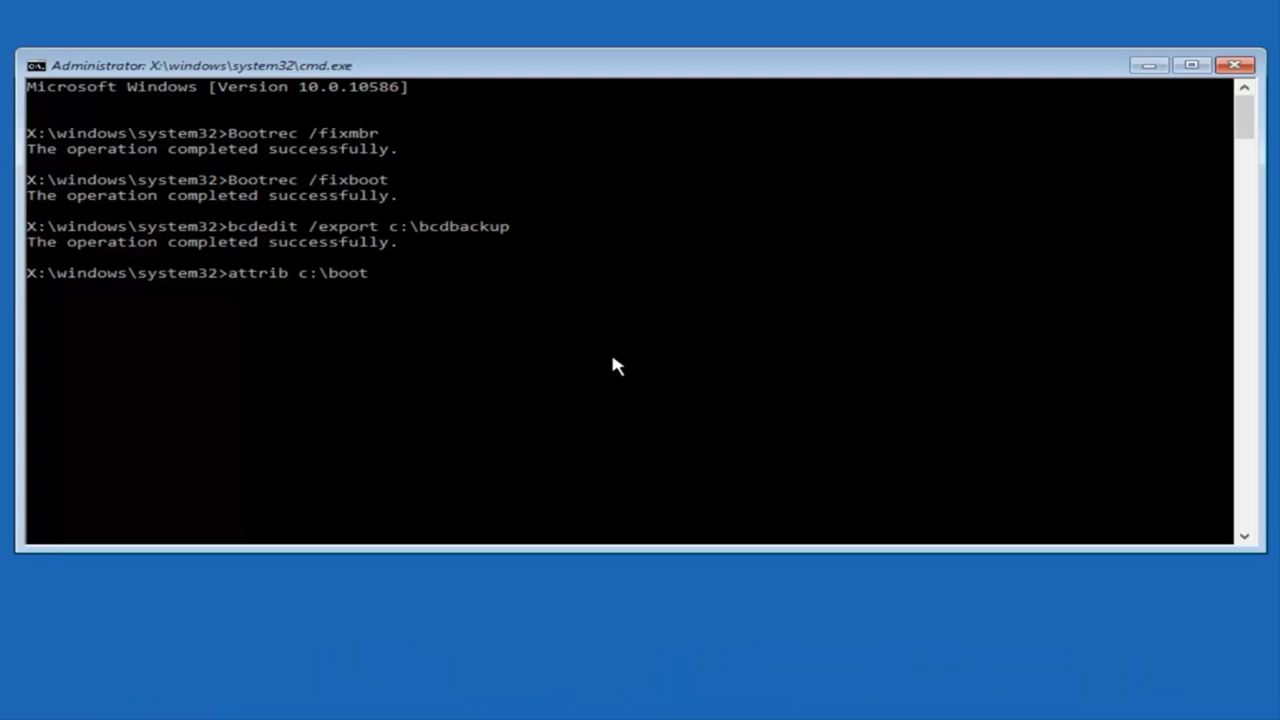 Administrator: X:\windows\system32\cmd.exe
Microsoft Windows [Version 10.0.10586]
X:\windows\system32>Bootrec /fixmbr
The operation completed successfully.
X:\windows\system32>Bootrec /fixboot
The operation completed successfully.
X:\windows\system32>bcdedit /export c:\bcdbackup
The operation completed successfully.
X:\windows\system32>attrib c:\boot